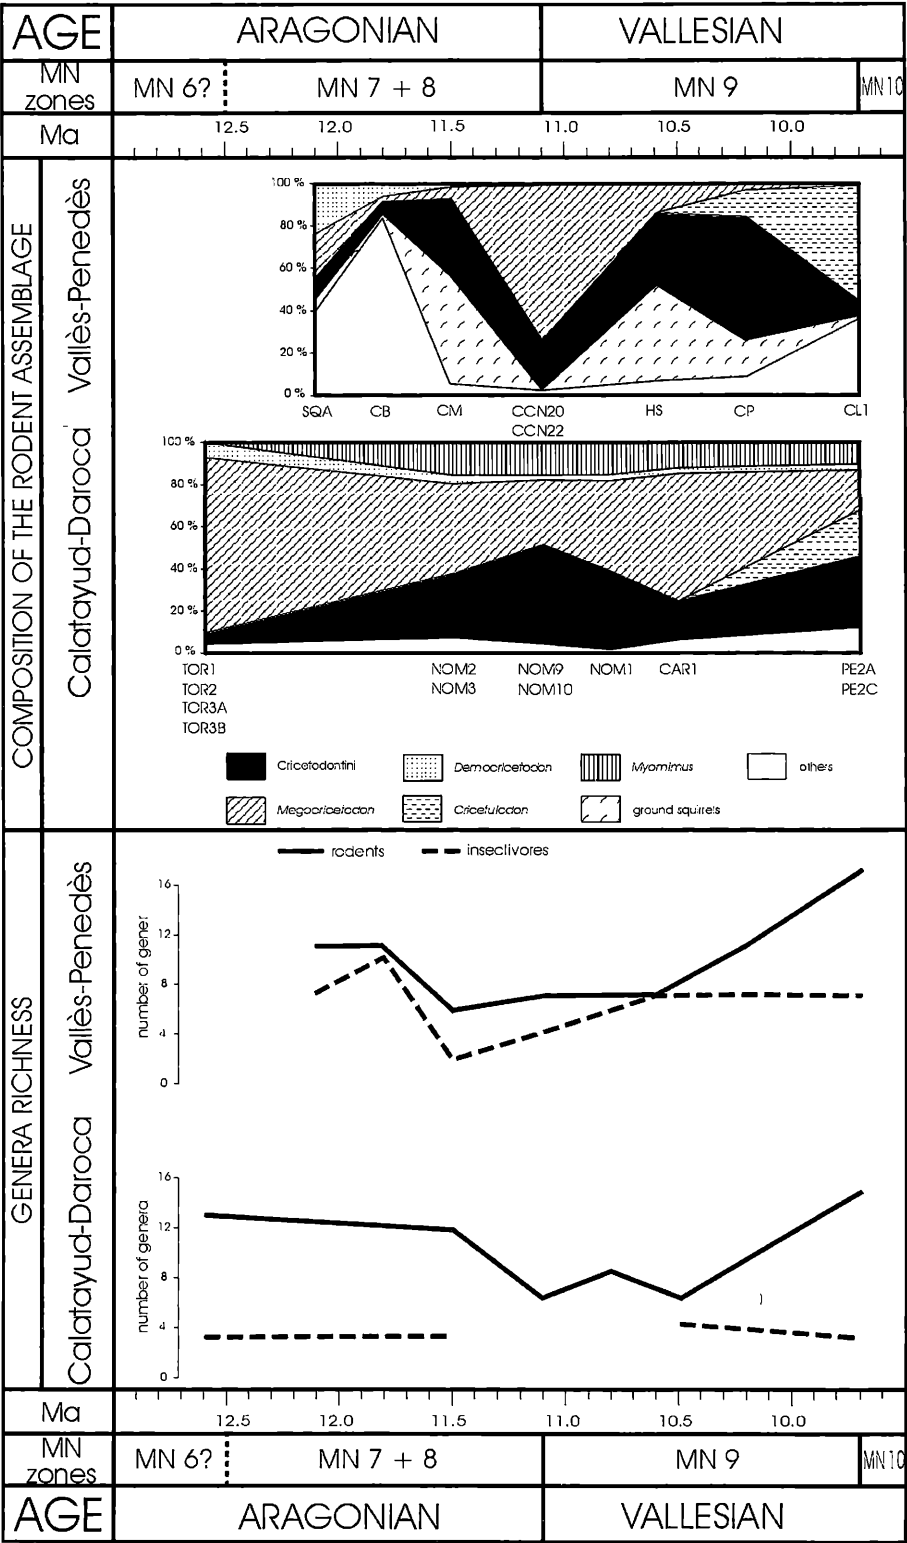 AGE ARAGONIAN VALLESIAN
MN zones MN 6? MN 7 + 8 MN 9 MN10
Ma 12.5 12.0 11.5 11.0 10.5 10.0
COMPOSITION OF THE RODENT ASSEMBLAGE
Vallès-Penedès
100 %
80 %
60 %
40 %
20 %
0 %
SQA CB CM CCN20 HS CP CL1
CCN22
Calatayud-Daroca
100 %
80 %
60 %
40 %
20 %
0 %
TOR1 NOM2 NOM9 NOM1 CAR1 PE2A
TOR2 NOM3 NOM10 PE2C
TOR3A
TOR3B
Cricetodontini Democricetodon Myomimus others
Megacricetodon Cricetulodon ground squirrels
GENERA RICHNESS
rodents insectivores
Vallès-Penedès
number of gener
16
12
8
4
0
Calatayud-Daroca
number of genera
16
12
8
4
0
Ma 12.5 12.0 11.5 11.0 10.5 10.0
MN zones MN 6? MN 7 + 8 MN 9 MN10
AGE ARAGONIAN VALLESIAN